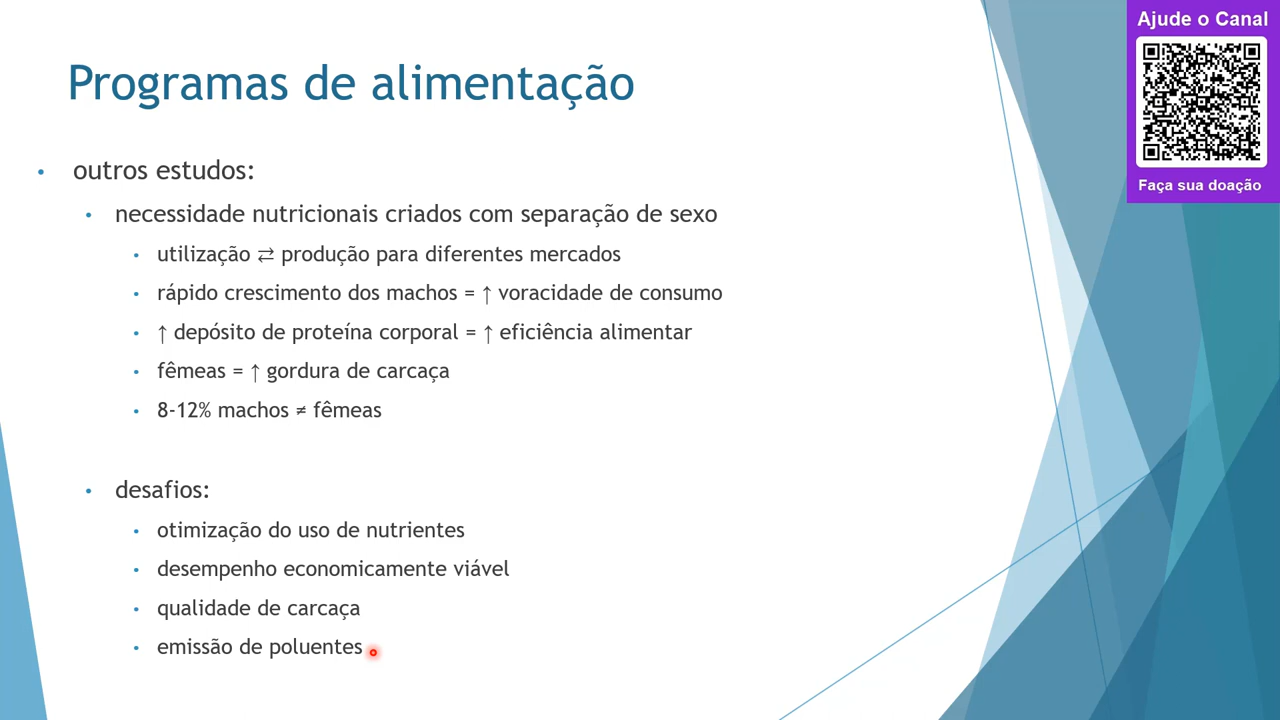 Ajude o Canal
Programas de alimentação
• outros estudos:
• necessidade nutricionais criados com separação de sexo
• utilização ⇄ produção para diferentes mercados
• rápido crescimento dos machos = ↑ voracidade de consumo
• ↑ depósito de proteína corporal = ↑ eficiência alimentar
• fêmeas = ↑ gordura de carcaça
• 8-12% machos ≠ fêmeas
• desafios:
• otimização do uso de nutrientes
• desempenho economicamente viável
• qualidade de carcaça
• emissão de poluentes
Faça sua doação